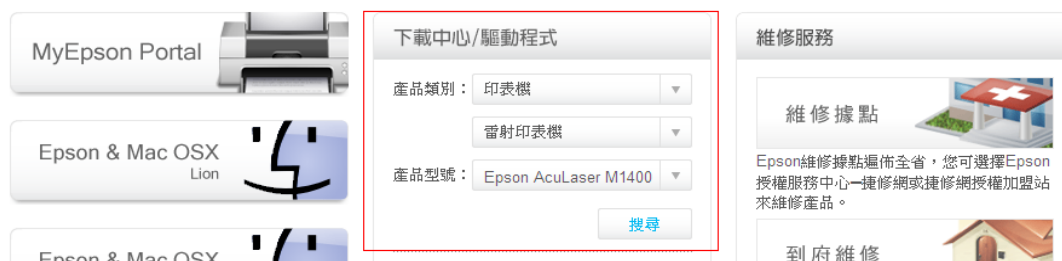 MyEpson Portal
Epson & Mac OSX
Lion
Epson & Mac OSX
下載中心/驅動程式
產品類別：印表機
雷射印表機
產品型號：Epson AcuLaser M1400
搜尋
維修服務
維修據點
Epson維修據點遍佈全省，您可選擇Epson
授權服務中心─捷修網或捷修網授權加盟站
來維修產品。
到府維修